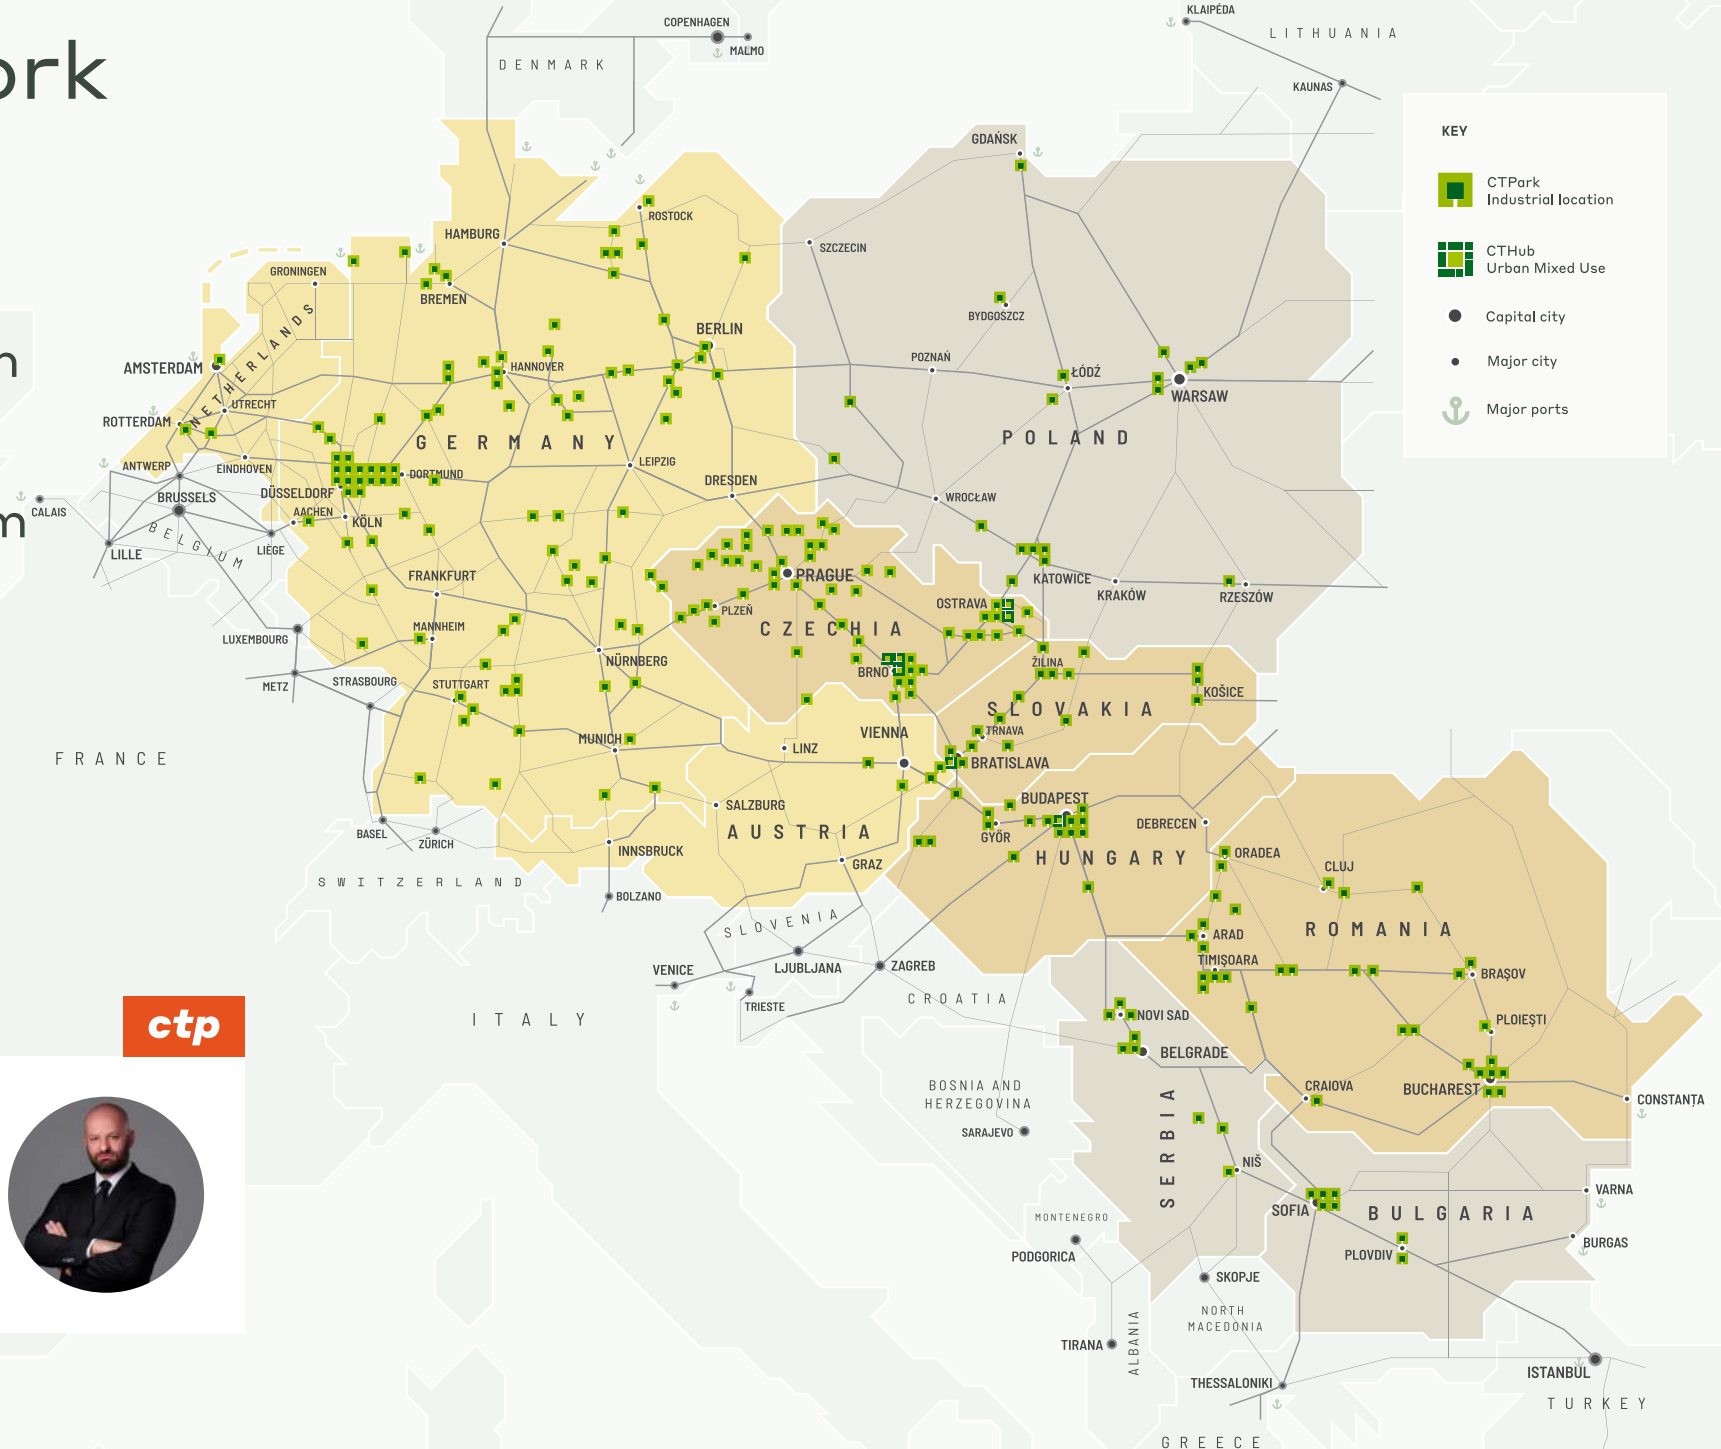 ork
n
m
COPENHAGEN
MALMO
DENMARK
KLAIPĖDA
LITHUANIA
KAUNAS
KEY
CTPark
Industrial location
CTHub
Urban Mixed Use
Capital city
Major city
Major ports
GDAŃSK
ROSTOCK
HAMBURG
SZCZECIN
GRONINGEN
BREMEN
BYDGOSZCZ
BERLIN
NETHERLANDS
AMSTERDAM
HANNOVER
POZNAŃ
ŁÓDŹ
WARSAW
UTRECHT
ROTTERDAM
GERMANY
POLAND
ANTWERP
EINDHOVEN
DORTMUND
LEIPZIG
DRESDEN
BRUSSELS
DÜSSELDORF
WROCŁAW
CALAIS
AACHEN
KÖLN
BELGIUM
LILLE
LIÈGE
FRANKFURT
PRAGUE
KATOWICE
KRAKÓW
RZESZÓW
OSTRAVA
PLZEŇ
LUXEMBOURG
MANNHEIM
CZECHIA
NÜRNBERG
ŽILINA
BRNO
METZ
STRASBOURG
STUTTGART
KOŠICE
SLOVAKIA
FRANCE
MUNICH
LINZ
VIENNA
TRNAVA
BRATISLAVA
SALZBURG
BUDAPEST
AUSTRIA
GYŐR
DEBRECEN
BASEL
ZÜRICH
INNSBRUCK
GRAZ
HUNGARY
ORADEA
CLUJ
SWITZERLAND
BOLZANO
SLOVENIA
ROMANIA
ARAD
VENICE
LJUBLJANA
ZAGREB
TIMIȘOARA
BRAȘOV
TRIESTE
CROATIA
ctp
ITALY
NOVI SAD
PLOIEȘTI
BELGRADE
BOSNIA AND
HERZEGOVINA
CRAIOVA
BUCHAREST
CONSTANȚA
SARAJEVO
SERBIA
NIŠ
VARNA
MONTENEGRO
SOFIA
BULGARIA
PODGORICA
PLOVDIV
BURGAS
SKOPJE
NORTH
MACEDONIA
TIRANA
ALBANIA
THESSALONIKI
ISTANBUL
TURKEY
GREECE